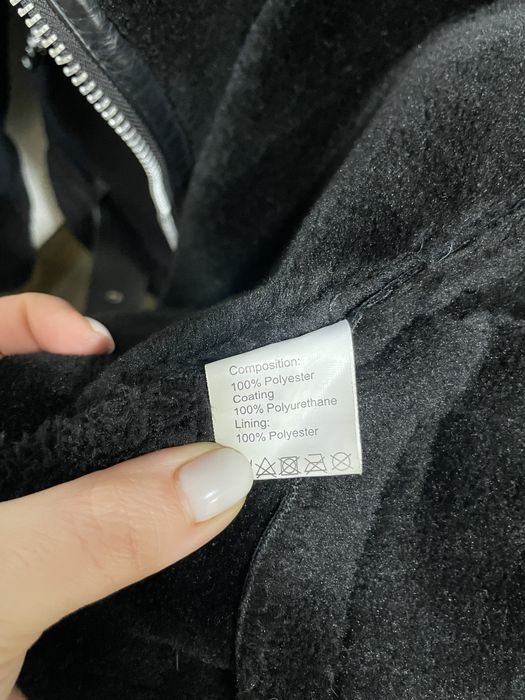 Composition:
100% Polyester
Coating
100% Polyurethane
Lining:
100% Polyester